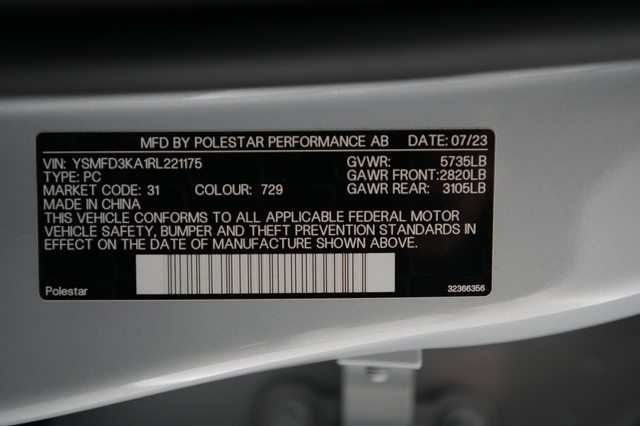 MFD BY POLESTAR PERFORMANCE AB DATE: 07/23
VIN: YSMFD3KA1RL221175 GVWR: 5735LB
TYPE: PC GAWR FRONT:2820LB
MARKET CODE: 31 COLOUR: 729 GAWR REAR: 3105LB
MADE IN CHINA
THIS VEHICLE CONFORMS TO ALL APPLICABLE FEDERAL MOTOR
VEHICLE SAFETY, BUMPER AND THEFT PREVENTION STANDARDS IN
EFFECT ON THE DATE OF MANUFACTURE SHOWN ABOVE.
Polestar 32366356